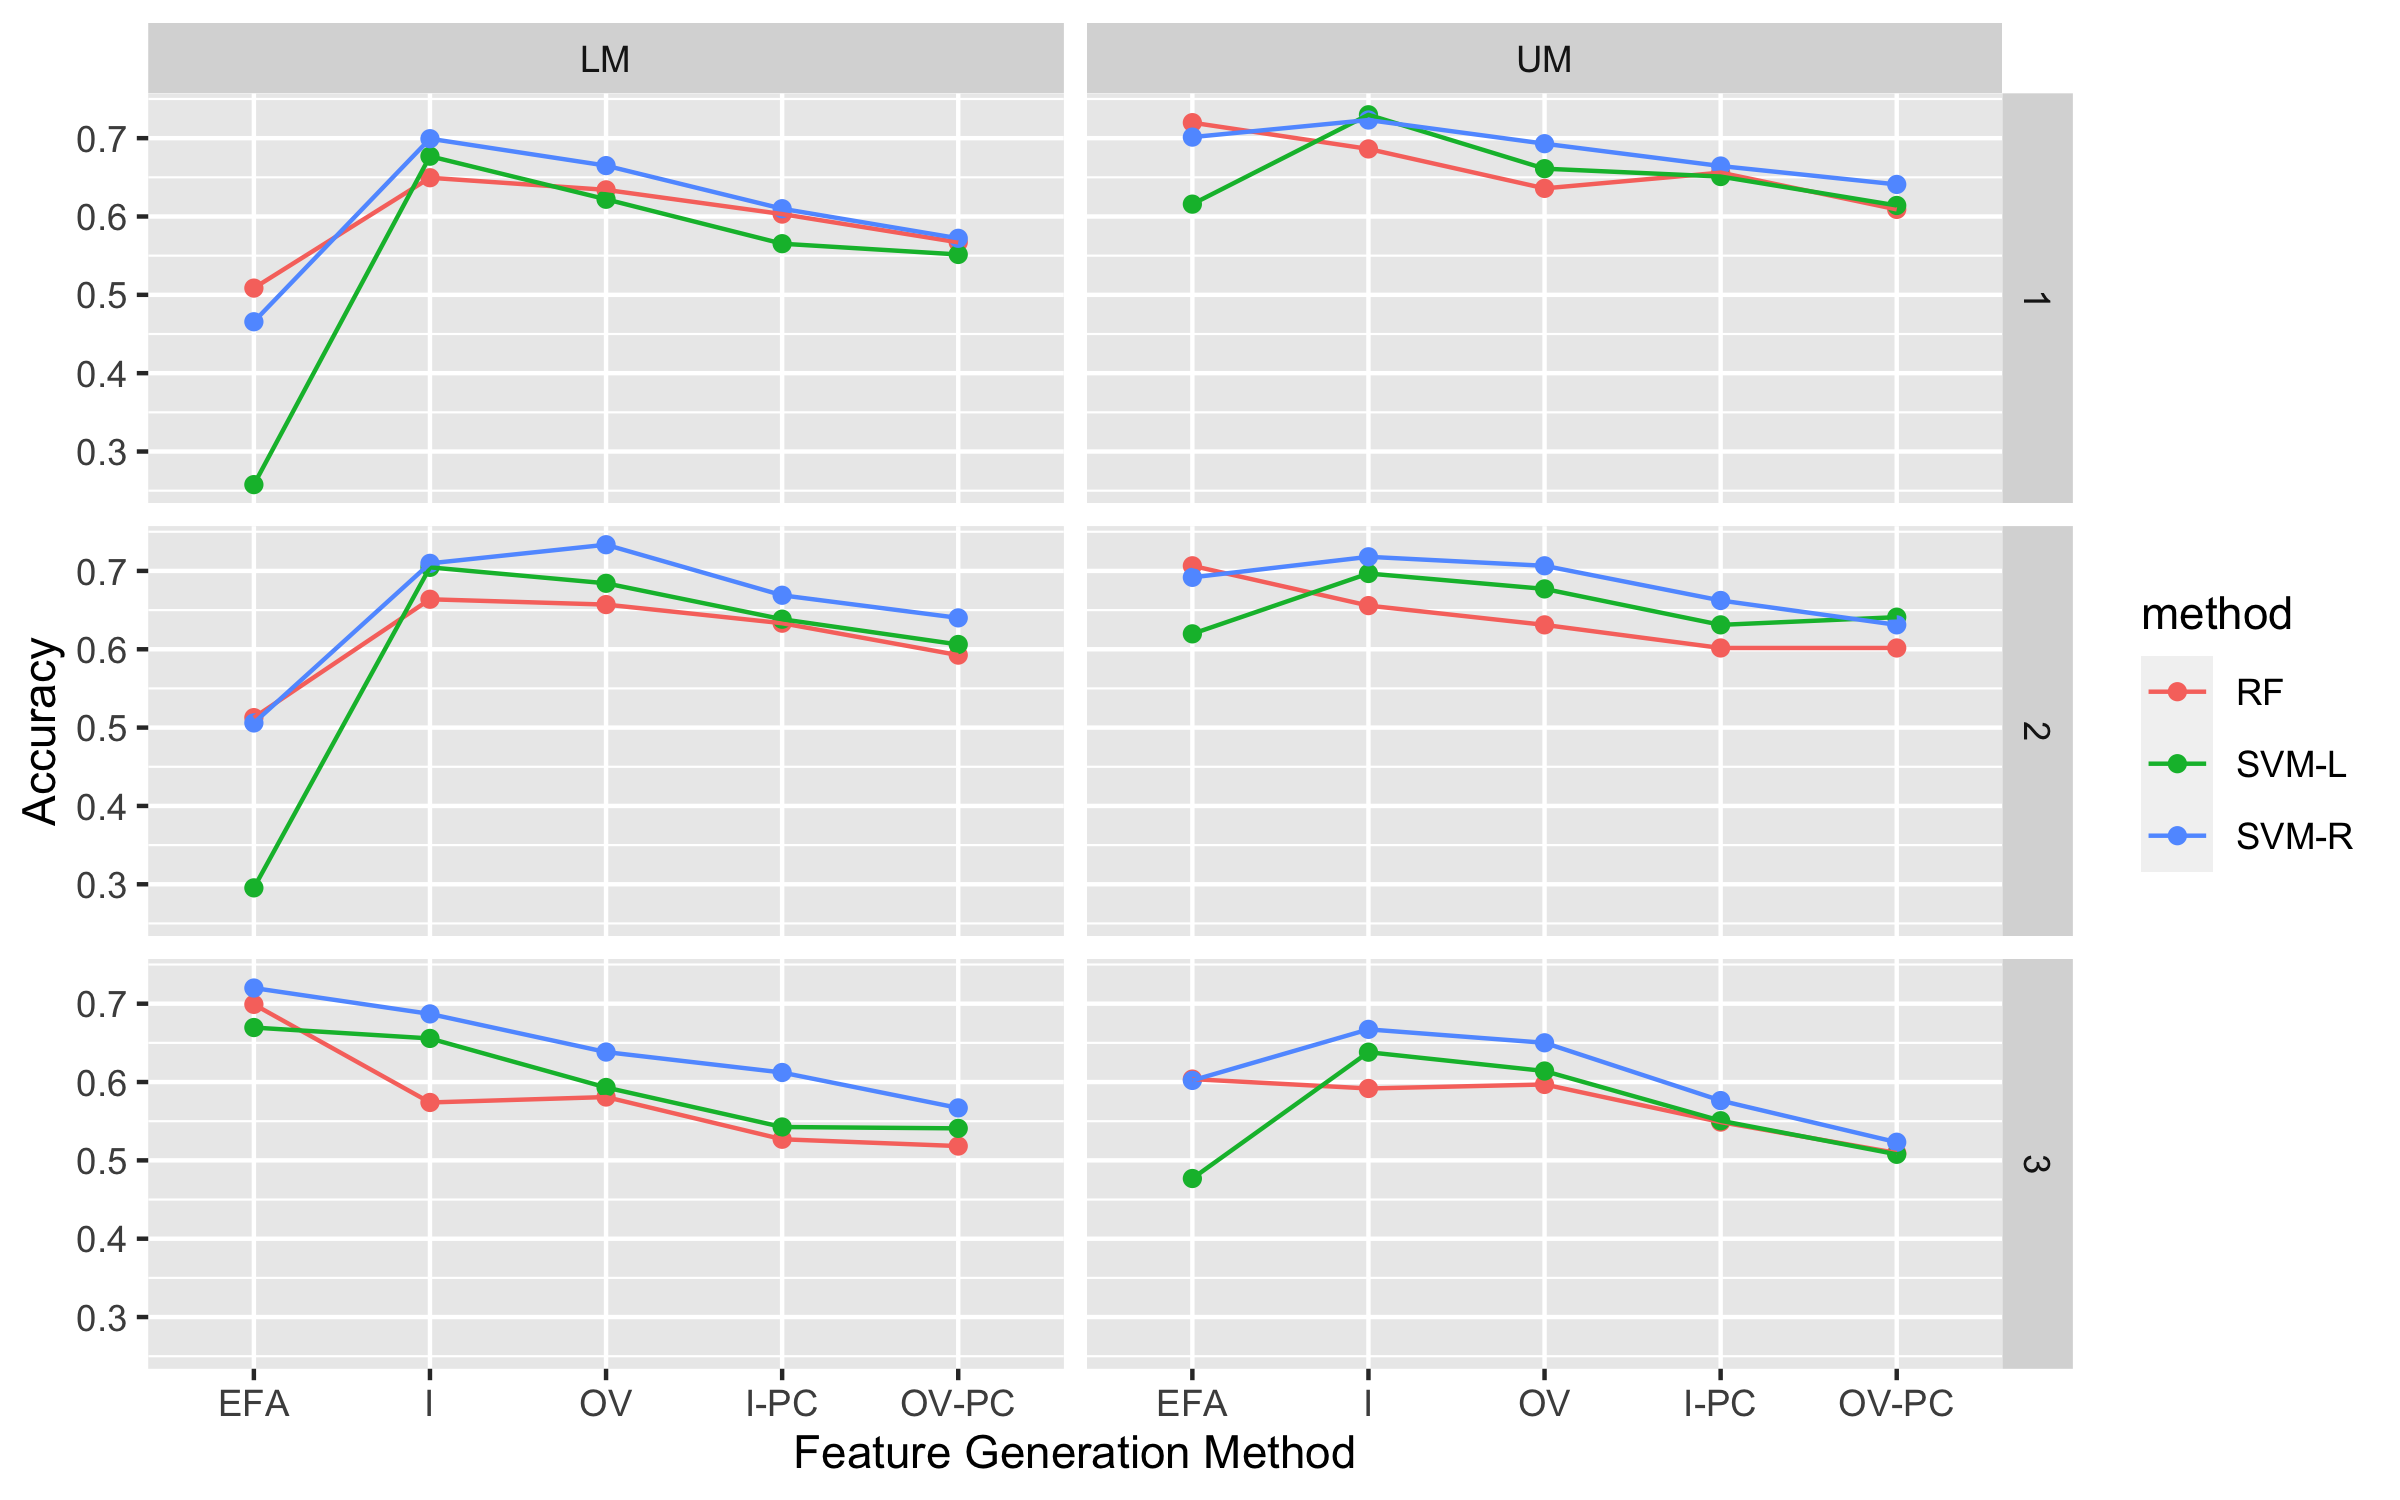 LM
UM
0.7
0.6
0.5
0.4
0.3
1
0.7
0.6
0.5
0.4
0.3
2
0.7
0.6
0.5
0.4
0.3
3
Accuracy
EFA I OV I-PC OV-PC
EFA I OV I-PC OV-PC
Feature Generation Method
method
RF
SVM-L
SVM-R